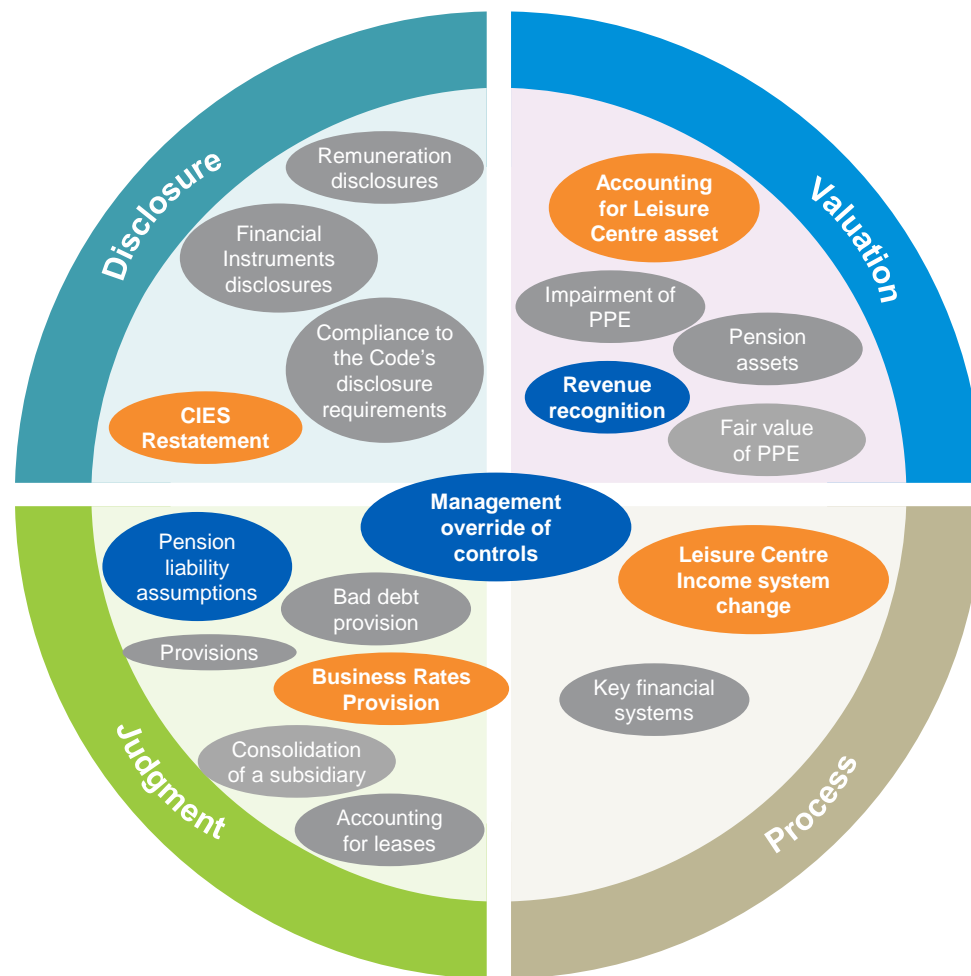 Disclosure
Remuneration
disclosures
Financial
Instruments
disclosures
Compliance to
the Code's
disclosure
requirements
CIES
Restatement
Valuation
Accounting
for Leisure
Centre asset
Impairment of
PPE
Pension
assets
Revenue
recognition
Fair value
of PPE
Management
override of
controls
Judgment
Pension
liability
assumptions
Bad debt
provision
Provisions
Business Rates
Provision
Consolidation
of a subsidiary
Accounting
for leases
Process
Leisure Centre
Income system
change
Key financial
systems